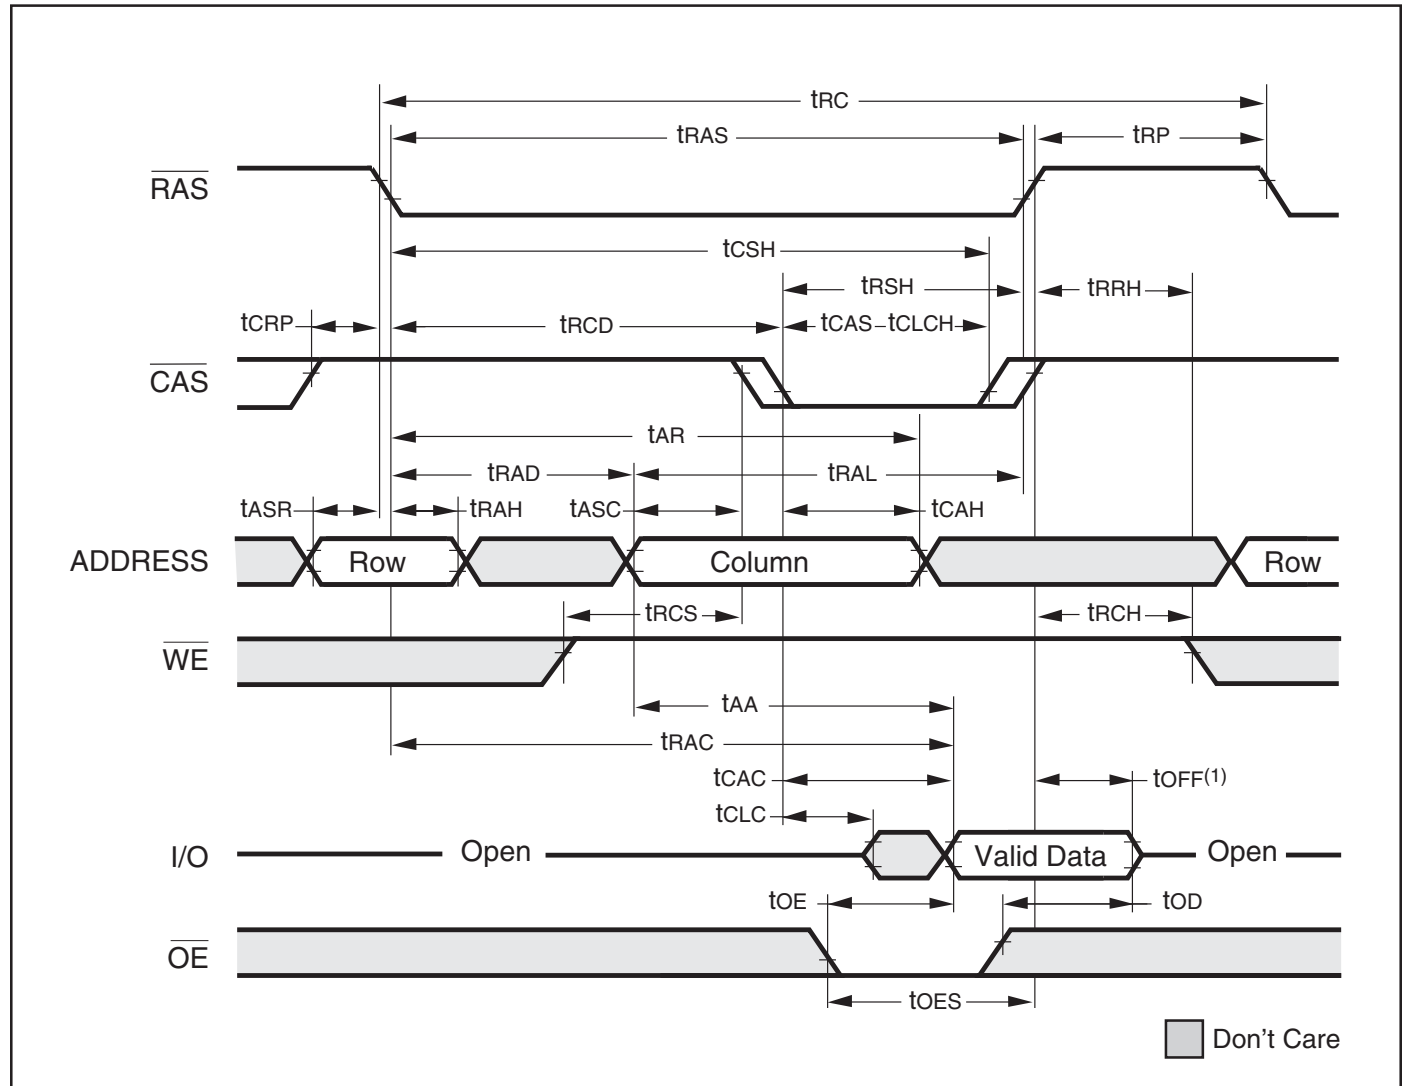 tRC
tRAS
tRP
RAS
tCSH
tRSH
tRRH
tCRP
tRCD
tCAS
tCLCH
CAS
tAR
tRAD
tRAL
tASR
tRAH
tASC
tCAH
ADDRESS
Row
Column
Row
tRCS
tRCH
WE
tAA
tRAC
tCAC
tOFF(1)
tCLC
I/O
Open
Valid Data
Open
tOE
tOD
OE
tOES
Don't Care